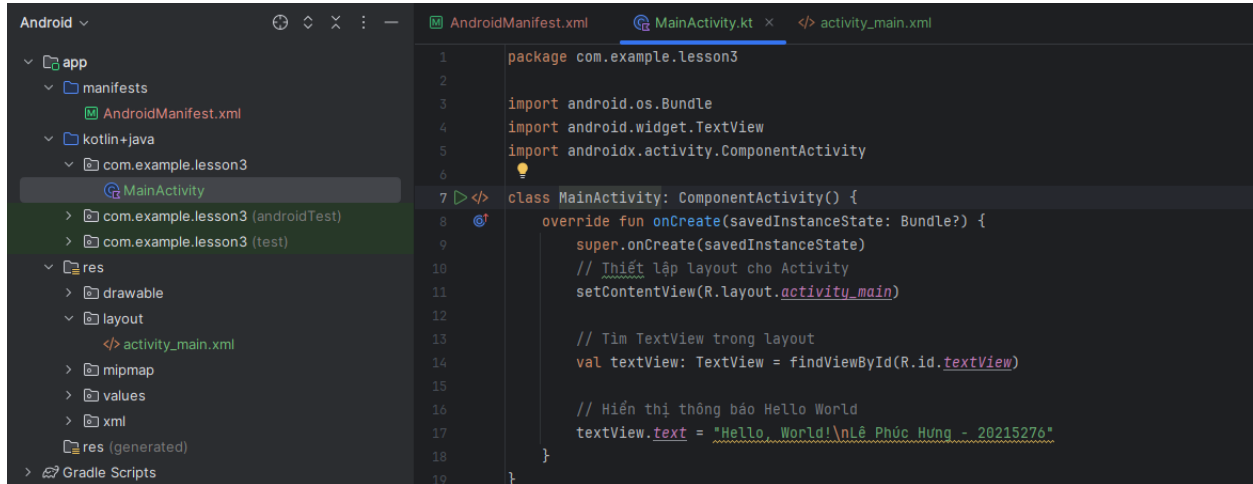 Android
app
manifests
AndroidManifest.xml
kotlin+java
com.example.lesson3
MainActivity
com.example.lesson3 (androidTest)
com.example.lesson3 (test)
res
drawable
layout
activity_main.xml
mipmap
values
xml
res (generated)
Gradle Scripts
AndroidManifest.xml MainActivity.kt activity_main.xml
1 package com.example.lesson3
2
3 import android.os.Bundle
4 import android.widget.TextView
5 import androidx.activity.ComponentActivity
6
7 class MainActivity: ComponentActivity() {
8 override fun onCreate(savedInstanceState: Bundle?) {
9 super.onCreate(savedInstanceState)
10 // Thiết lập layout cho Activity
11 setContentView(R.layout.activity_main)
12
13 // Tìm TextView trong layout
14 val textView: TextView = findViewById(R.id.textView)
15
16 // Hiển thị thông báo Hello World
17 textView.text = "Hello, World!\nLê Phúc Hưng - 20215276"
18 }
19 }